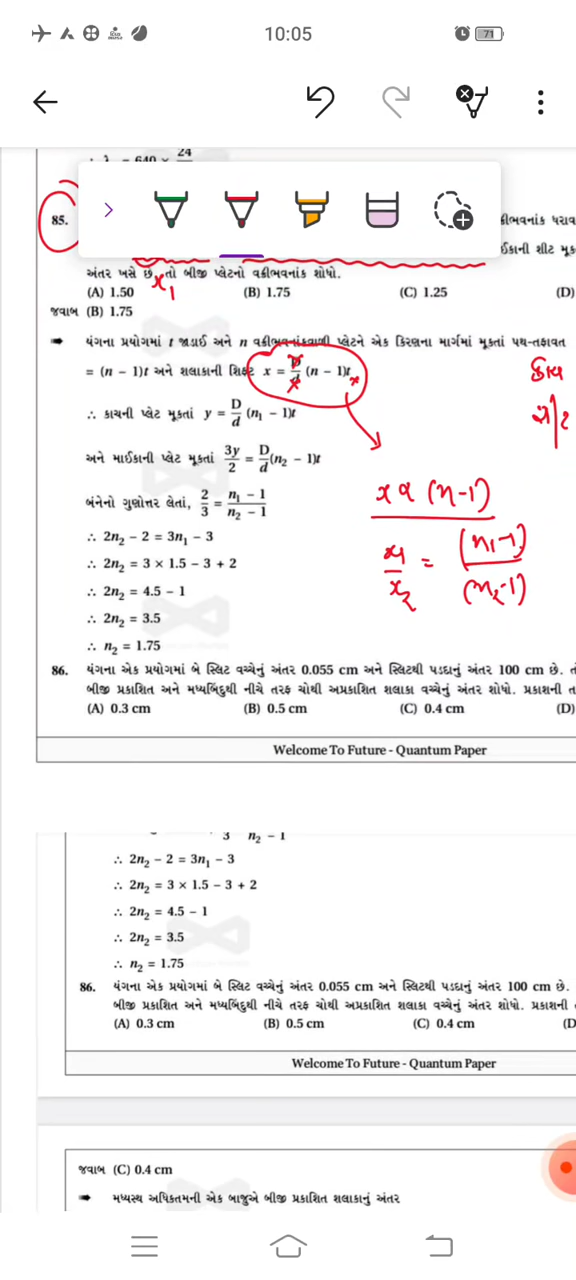 10:05
71
∴ λ = 640 × 24
85.
ક્રીભવનાંક ધરાવ
ઈકાની શીટ મૂક
અંતર ખસે છે, તો બીજી પ્લેટનો વક્રીભવનાંક શોધો.
x₁
(A) 1.50 (B) 1.75 (C) 1.25 (D)
જવાબ (B) 1.75
➡ યંગના પ્રયોગમાં t જાડાઈ અને n વક્રીભવનાંકવાળી પ્લેટને એક કિરણના માર્ગમાં મૂકતાં પથ-તફાવત
= (n − 1)t અને શલાકાની શિફ્ટ x = D/d (n − 1)t
∴ કાચની પ્લેટ મૂકતાં y = D/d (n₁ − 1)t
અને માઈકાની પ્લેટ મૂકતાં 3y/2 = D/d (n₂ − 1)t
x ∝ (n-1)
બંનેનો ગુણોત્તર લેતાં, 2/3 = n₁ − 1/n₂ − 1
x₁/x₂ = (n₁-1)/(n₂-1)
∴ 2n₂ − 2 = 3n₁ − 3
∴ 2n₂ = 3 × 1.5 − 3 + 2
∴ 2n₂ = 4.5 − 1
∴ 2n₂ = 3.5
∴ n₂ = 1.75
86. યંગના એક પ્રયોગમાં બે સ્લિટ વચ્ચેનું અંતર 0.055 cm અને સ્લિટથી પડદાનું અંતર 100 cm છે. ત
બીજી પ્રકાશિત અને મધ્યબિંદુથી નીચે તરફ ચોથી અપ્રકાશિત શલાકા વચ્ચેનું અંતર શોધો. પ્રકાશની ત
(A) 0.3 cm (B) 0.5 cm (C) 0.4 cm (D)
Welcome To Future - Quantum Paper
3 n₂ − 1
∴ 2n₂ − 2 = 3n₁ − 3
∴ 2n₂ = 3 × 1.5 − 3 + 2
∴ 2n₂ = 4.5 − 1
∴ 2n₂ = 3.5
∴ n₂ = 1.75
86. યંગના એક પ્રયોગમાં બે સ્લિટ વચ્ચેનું અંતર 0.055 cm અને સ્લિટથી પડદાનું અંતર 100 cm છે.
બીજી પ્રકાશિત અને મધ્યબિંદુથી નીચે તરફ ચોથી અપ્રકાશિત શલાકા વચ્ચેનું અંતર શોધો. પ્રકાશની
(A) 0.3 cm (B) 0.5 cm (C) 0.4 cm (D
Welcome To Future - Quantum Paper
જવાબ (C) 0.4 cm
➡ મધ્યસ્થ અધિકતમની એક બાજુએ બીજી પ્રકાશિત શલાકાનું અંતર